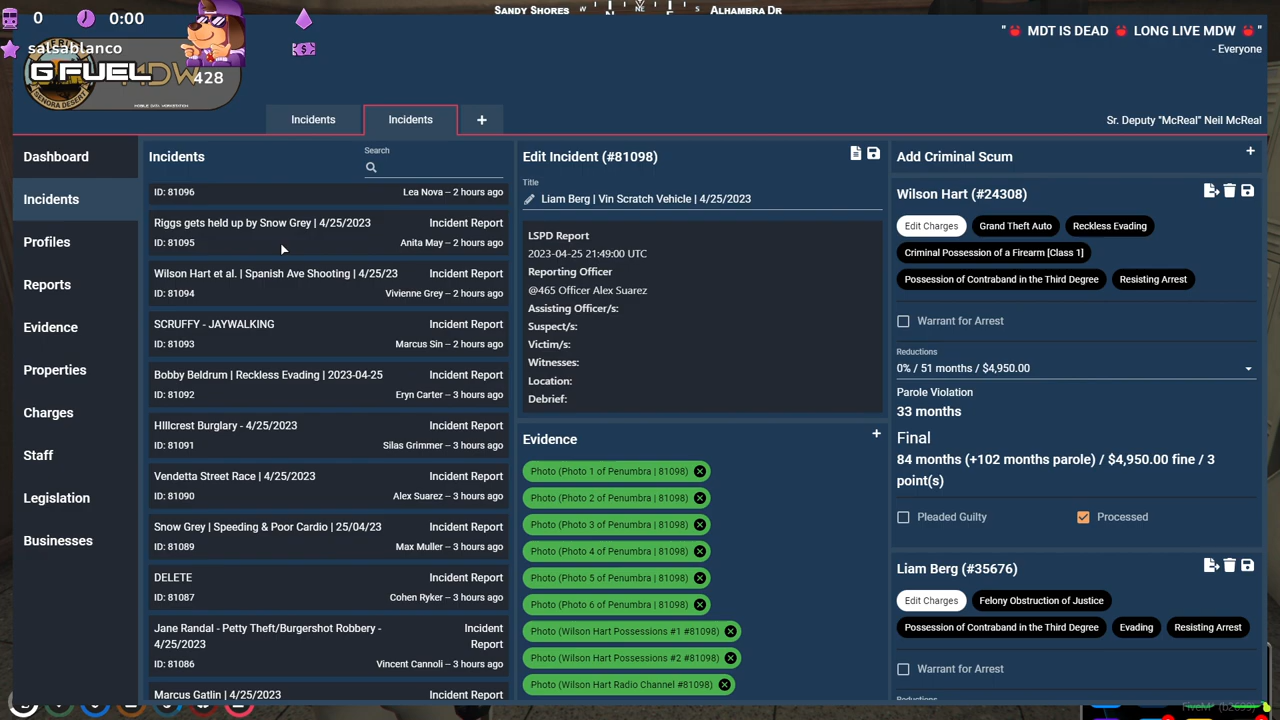 0
0:00
SANDY SHORES
W
NE
E
S
ALHAMBRA DR
salsablanco
G FUEL
MDW
428
MOBILE DATA WORKSTATION
SENORA DESERT
" MDT IS DEAD LONG LIVE MDW "
- Everyone
Incidents
Incidents
+
Sr. Deputy "McReal" Neil McReal
Dashboard
Incidents
Profiles
Reports
Evidence
Properties
Charges
Staff
Legislation
Businesses
Incidents
Search
ID: 81096 Lea Nova – 2 hours ago
Riggs gets held up by Snow Grey | 4/25/2023 Incident Report
ID: 81095 Anita May – 2 hours ago
Wilson Hart et al. | Spanish Ave Shooting | 4/25/23 Incident Report
ID: 81094 Vivienne Grey – 2 hours ago
SCRUFFY - JAYWALKING Incident Report
ID: 81093 Marcus Sin – 2 hours ago
Bobby Beldrum | Reckless Evading | 2023-04-25 Incident Report
ID: 81092 Eryn Carter – 3 hours ago
HIllcrest Burglary - 4/25/2023 Incident Report
ID: 81091 Silas Grimmer – 3 hours ago
Vendetta Street Race | 4/25/2023 Incident Report
ID: 81090 Alex Suarez – 3 hours ago
Snow Grey | Speeding & Poor Cardio | 25/04/23 Incident Report
ID: 81089 Max Muller – 3 hours ago
DELETE Incident Report
ID: 81087 Cohen Ryker – 3 hours ago
Jane Randal - Petty Theft/Burgershot Robbery - Incident
4/25/2023 Report
ID: 81086 Vincent Cannoli – 3 hours ago
Marcus Gatlin | 4/25/2023 Incident Report
Edit Incident (#81098)
Title
Liam Berg | Vin Scratch Vehicle | 4/25/2023
LSPD Report
2023-04-25 21:49:00 UTC
Reporting Officer
@465 Officer Alex Suarez
Assisting Officer/s:
Suspect/s:
Victim/s:
Witnesses:
Location:
Debrief:
Evidence
+
Photo (Photo 1 of Penumbra | 81098)
Photo (Photo 2 of Penumbra | 81098)
Photo (Photo 3 of Penumbra | 81098)
Photo (Photo 4 of Penumbra | 81098)
Photo (Photo 5 of Penumbra | 81098)
Photo (Photo 6 of Penumbra | 81098)
Photo (Wilson Hart Possessions #1 #81098)
Photo (Wilson Hart Possessions #2 #81098)
Photo (Wilson Hart Radio Channel #81098)
Add Criminal Scum
+
Wilson Hart (#24308)
Edit Charges Grand Theft Auto Reckless Evading
Criminal Possession of a Firearm [Class 1]
Possession of Contraband in the Third Degree Resisting Arrest
Warrant for Arrest
Reductions
0% / 51 months / $4,950.00
Parole Violation
33 months
Final
84 months (+102 months parole) / $4,950.00 fine / 3
point(s)
Pleaded Guilty Processed
Liam Berg (#35676)
Edit Charges Felony Obstruction of Justice
Possession of Contraband in the Third Degree Evading Resisting Arrest
Warrant for Arrest
Reductions